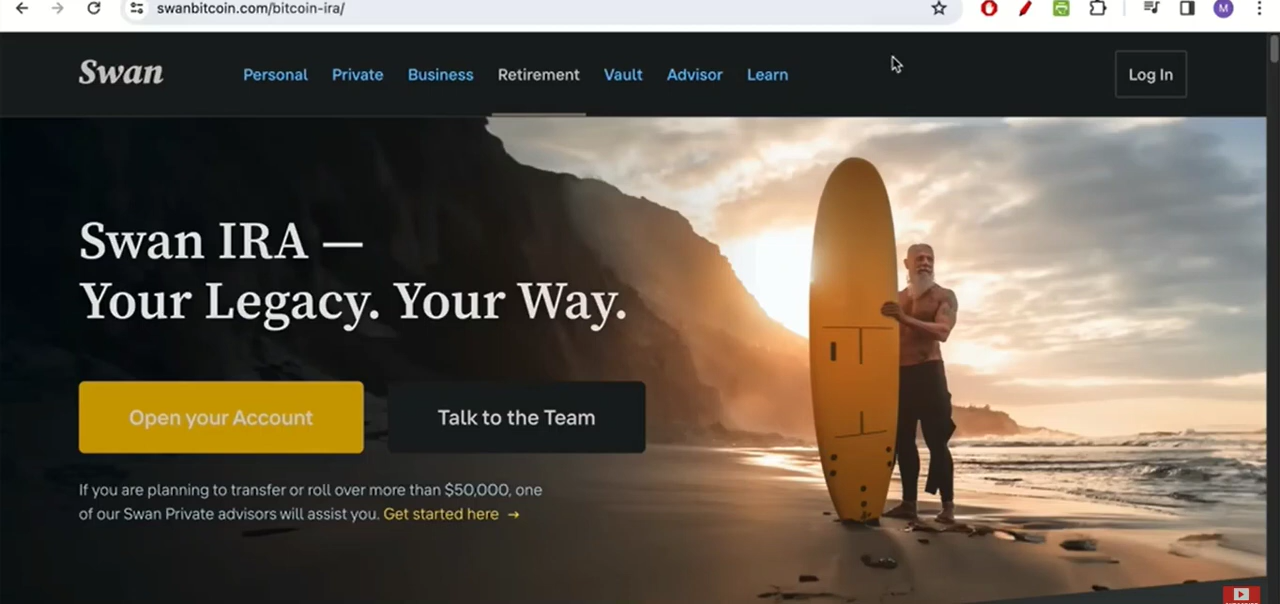 swanbitcoin.com/bitcoin-ira/
M
Swan
Personal Private Business Retirement Vault Advisor Learn
Log In
Swan IRA —
Your Legacy. Your Way.
Open your Account
Talk to the Team
If you are planning to transfer or roll over more than $50,000, one
of our Swan Private advisors will assist you. Get started here →